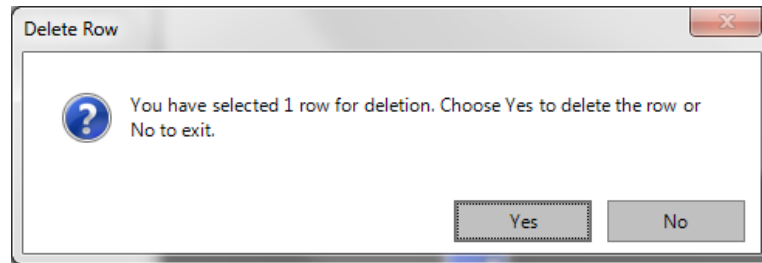 Delete Row
You have selected 1 row for deletion. Choose Yes to delete the row or
No to exit.
Yes
No